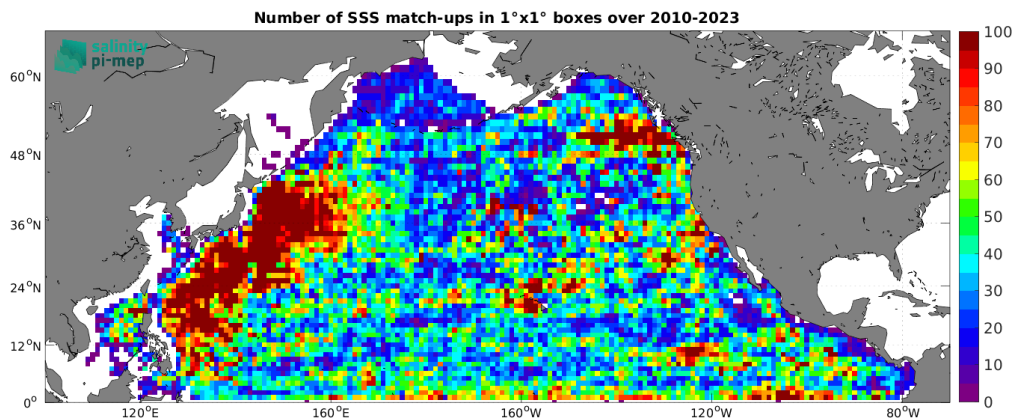 Number of SSS match-ups in 1°x1° boxes over 2010-2023
salinity
pi-mep
60°N
48°N
36°N
24°N
12°N
0°
120°E
160°E
160°W
120°W
80°W
100
90
80
70
60
50
40
30
20
10
0